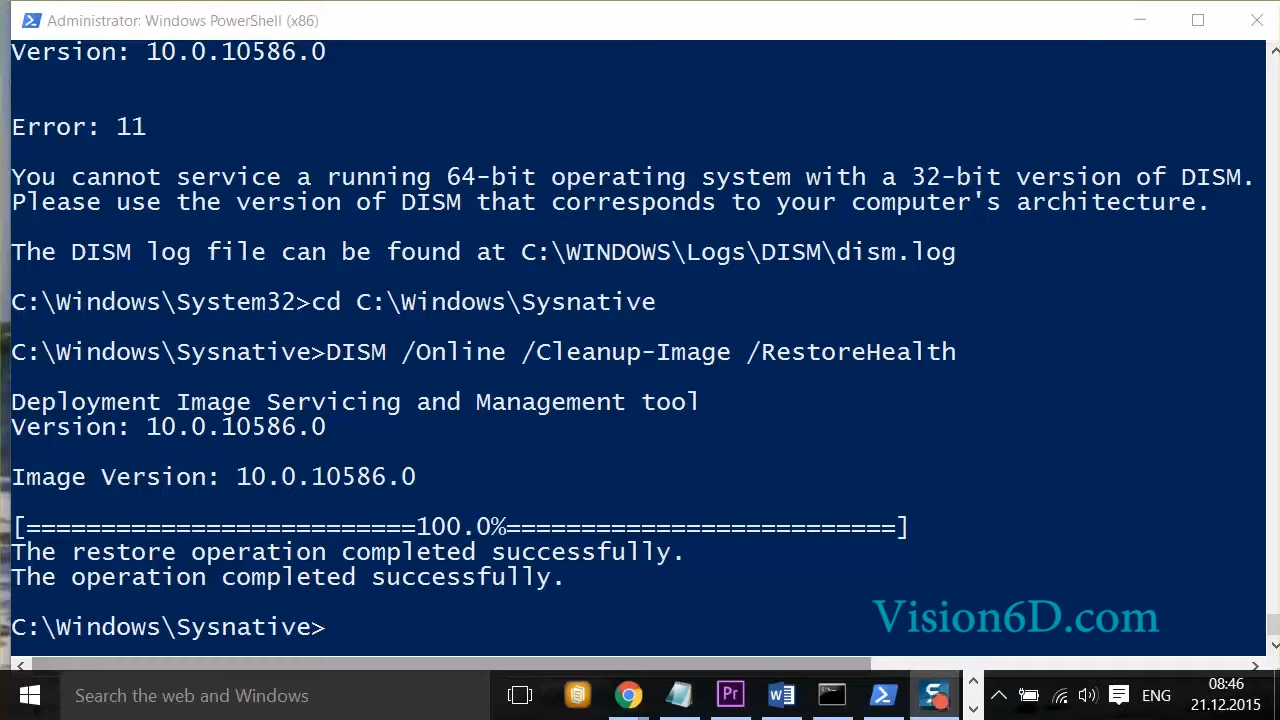 Administrator: Windows PowerShell (x86)
Version: 10.0.10586.0
Error: 11
You cannot service a running 64-bit operating system with a 32-bit version of DISM.
Please use the version of DISM that corresponds to your computer's architecture.
The DISM log file can be found at C:\WINDOWS\Logs\DISM\dism.log
C:\Windows\System32>cd C:\Windows\Sysnative
C:\Windows\Sysnative>DISM /Online /Cleanup-Image /RestoreHealth
Deployment Image Servicing and Management tool
Version: 10.0.10586.0
Image Version: 10.0.10586.0
[==========================100.0%==========================]
The restore operation completed successfully.
The operation completed successfully.
C:\Windows\Sysnative>
Vision6D.com
Search the web and Windows
Pr
ENG
08:46
21.12.2015